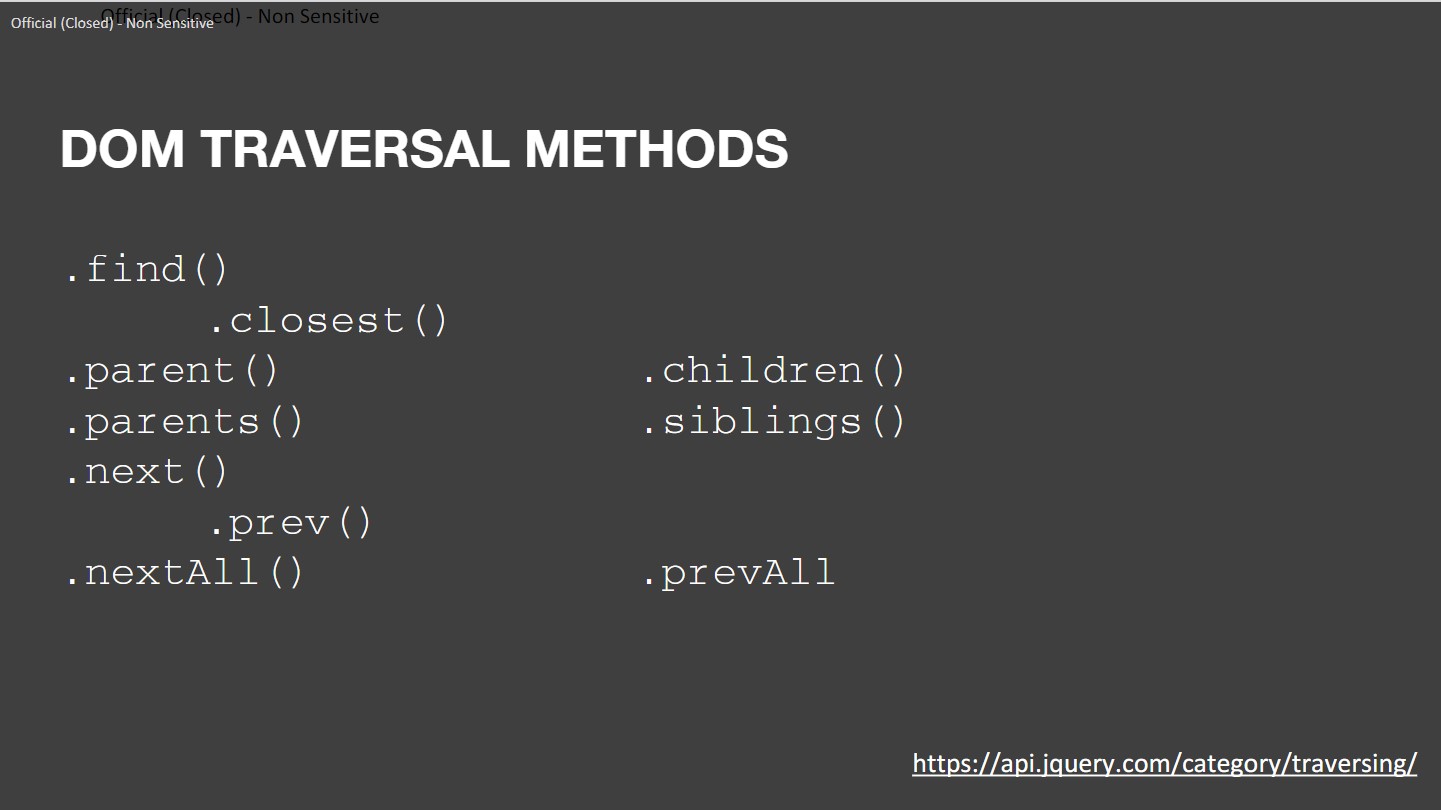 Official (Closed) - Non Sensitive
Official (Closed) - Non Sensitive
DOM TRAVERSAL METHODS
.find()
.closest()
.parent() .children()
.parents() .siblings()
.next()
.prev()
.nextAll() .prevAll
https://api.jquery.com/category/traversing/